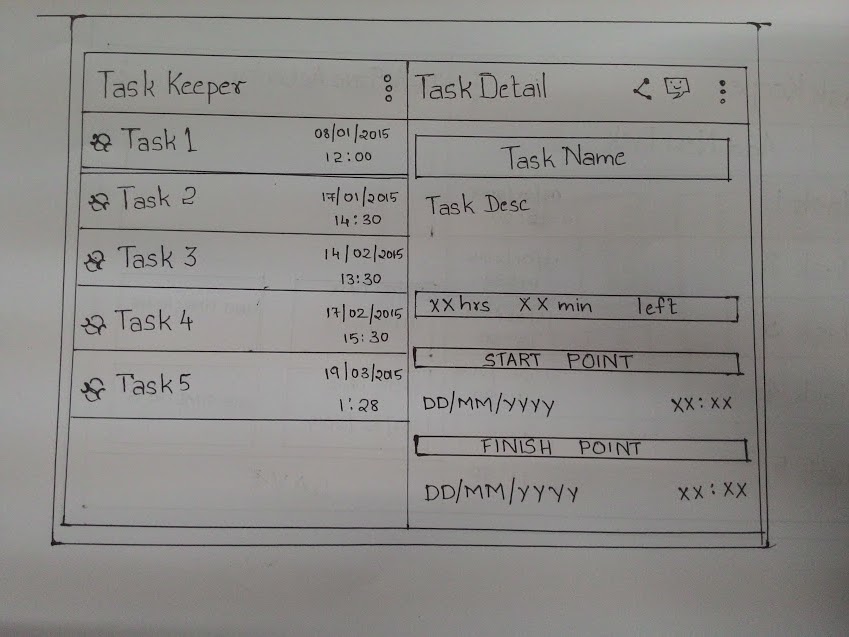 Task Keeper
Task 1 08/01/2015
12:00
Task 2 17/01/2015
14:30
Task 3 14/02/2015
13:30
Task 4 17/02/2015
15:30
Task 5 19/03/2015
1:28
Task Detail
Task Name
Task Desc
XX hrs XX min left
START POINT
DD/MM/YYYY XX:XX
FINISH POINT
DD/MM/YYYY XX:XX